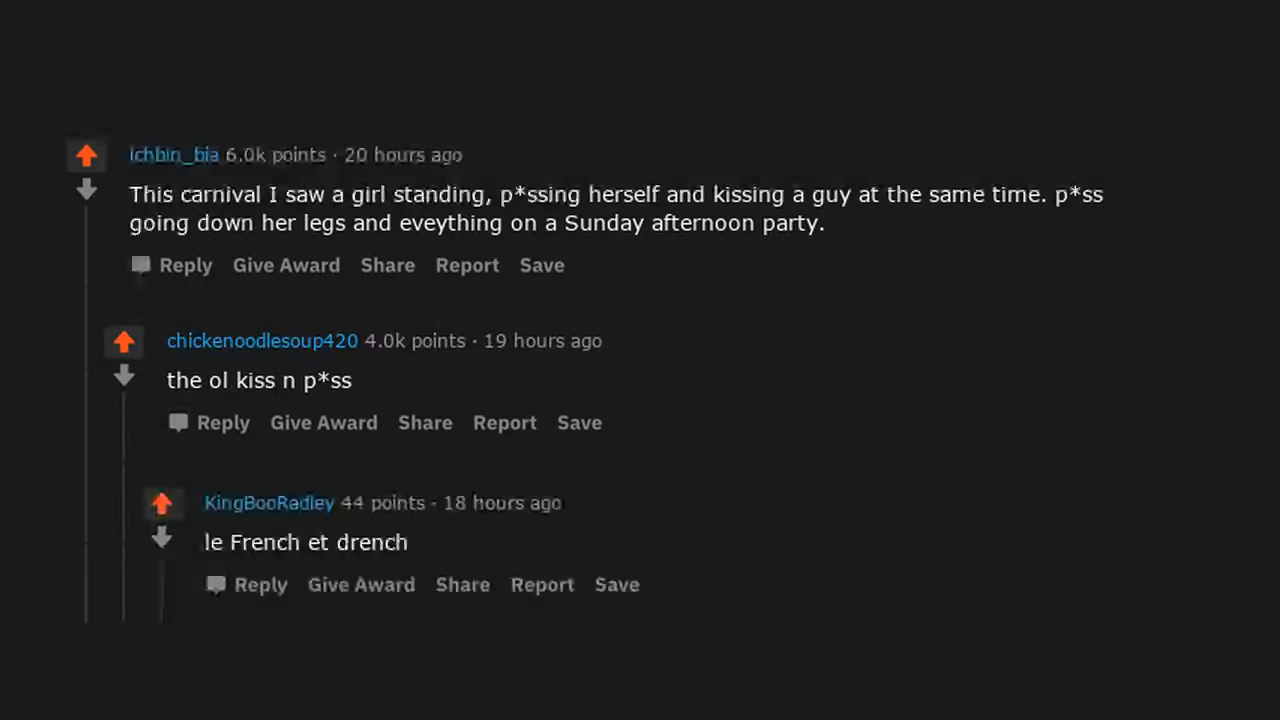 Ichbin_bia 6.0k points · 20 hours ago
This carnival I saw a girl standing, p*ssing herself and kissing a guy at the same time. p*ss
going down her legs and eveything on a Sunday afternoon party.
Reply Give Award Share Report Save
chickenoodlesoup420 4.0k points · 19 hours ago
the ol kiss n p*ss
Reply Give Award Share Report Save
KingBooRadley 44 points · 18 hours ago
le French et drench
Reply Give Award Share Report Save